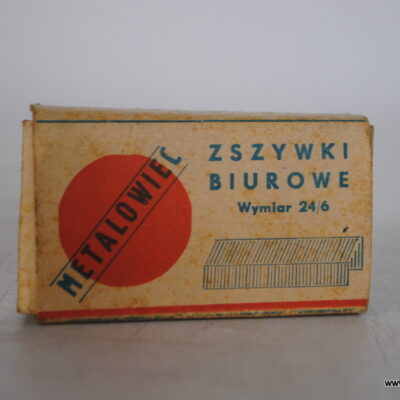 METALOWIEC
ZSZYWKI
BIUROWE
Wymiar 24/6